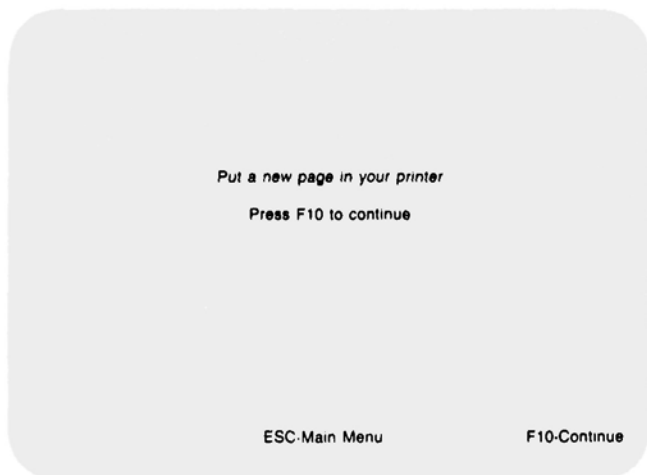 Put a new page in your printer
Press F10 to continue
ESC-Main Menu F10-Continue